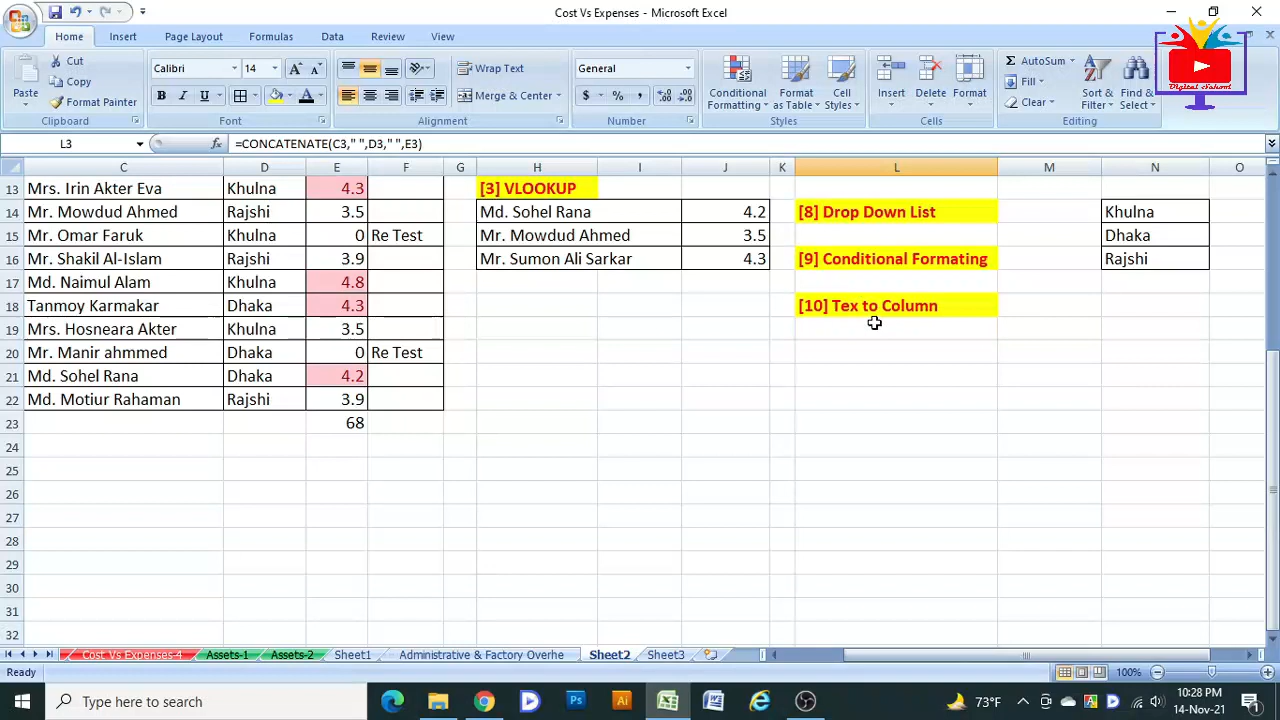 Cost Vs Expenses - Microsoft Excel
Home Insert Page Layout Formulas Data Review View
Cut
Copy
Format Painter
Paste
Clipboard
Calibri 14
B I U A
Font
Wrap Text
Merge & Center
Alignment
General
$ % ,
Number
Conditional Formatting
Format as Table
Cell Styles
Styles
Insert Delete Format
Cells
AutoSum
Fill
Clear
Sort & Filter
Find & Select
Editing
Digital School
L3 fx =CONCATENATE(C3," ",D3," ",E3)
C D E F G H I J K L M N O
13 Mrs. Irin Akter Eva Khulna 4.3 [3] VLOOKUP
14 Mr. Mowdud Ahmed Rajshi 3.5 Md. Sohel Rana 4.2 [8] Drop Down List Khulna
15 Mr. Omar Faruk Khulna 0 Re Test Mr. Mowdud Ahmed 3.5 Dhaka
16 Mr. Shakil Al-Islam Rajshi 3.9 Mr. Sumon Ali Sarkar 4.3 [9] Conditional Formating Rajshi
17 Md. Naimul Alam Khulna 4.8
18 Tanmoy Karmakar Dhaka 4.3 [10] Tex to Column
19 Mrs. Hosneara Akter Khulna 3.5
20 Mr. Manir ahmmed Dhaka 0 Re Test
21 Md. Sohel Rana Dhaka 4.2
22 Md. Motiur Rahaman Rajshi 3.9
23 68
24
25
26
27
28
29
30
31
32
Cost Vs Expenses-4 Assets-1 Assets-2 Sheet1 Administrative & Factory Overhe Sheet2 Sheet3
Ready 100%
Type here to search
73°F
10:28 PM
14-Nov-21